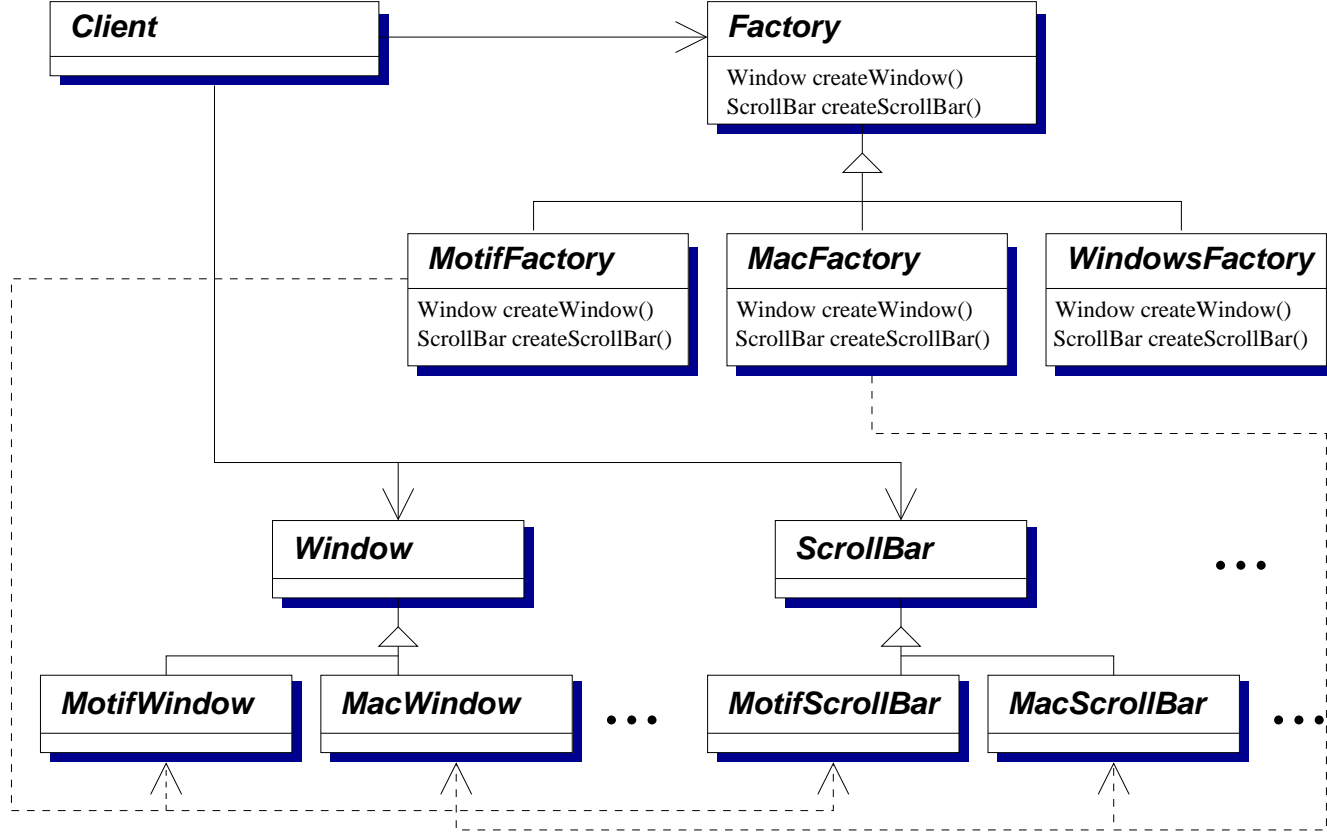 Client
Factory
Window createWindow()
ScrollBar createScrollBar()
MotifFactory
Window createWindow()
ScrollBar createScrollBar()
MacFactory
Window createWindow()
ScrollBar createScrollBar()
WindowsFactory
Window createWindow()
ScrollBar createScrollBar()
Window
ScrollBar
...
MotifWindow
MacWindow
...
MotifScrollBar
MacScrollBar
...